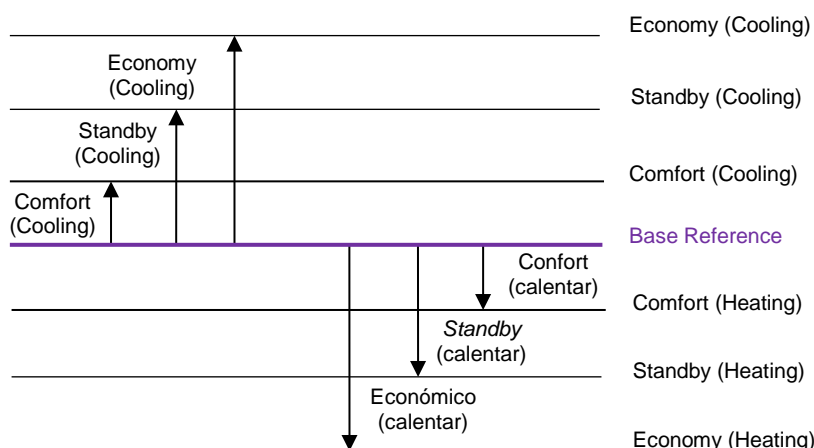 Economy (Cooling)
Economy
(Cooling)
Standby (Cooling)
Standby
(Cooling)
Comfort (Cooling)
Comfort
(Cooling)
Base Reference
Confort
(calentar)
Comfort (Heating)
Standby
(calentar)
Standby (Heating)
Económico
(calentar)
Economy (Heating)